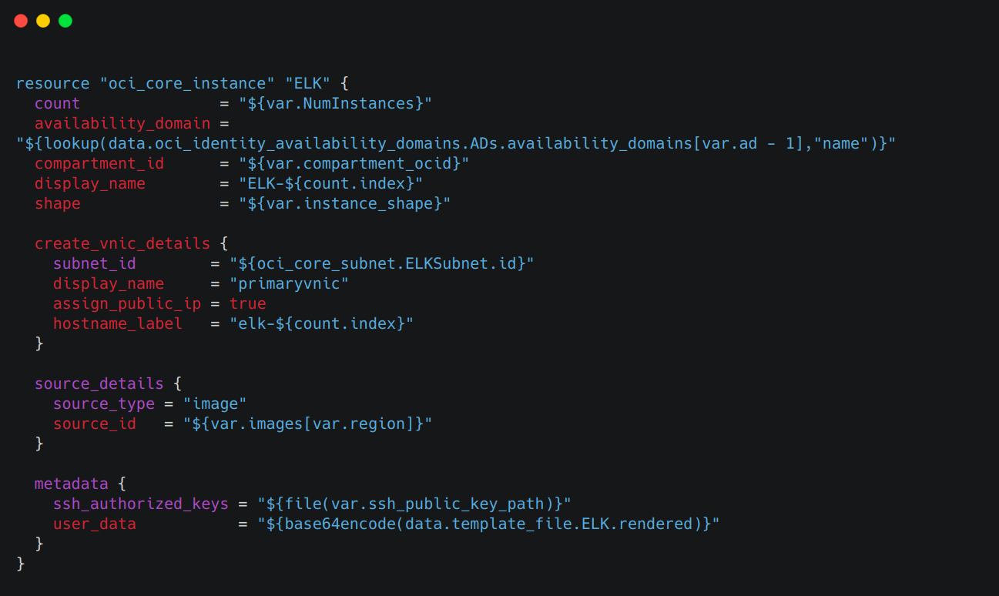 resource "oci_core_instance" "ELK" {
  count               = "${var.NumInstances}"
  availability_domain =
"${lookup(data.oci_identity_availability_domains.ADs.availability_domains[var.ad - 1],"name")}"
  compartment_id      = "${var.compartment_ocid}"
  display_name        = "ELK-${count.index}"
  shape               = "${var.instance_shape}"

  create_vnic_details {
    subnet_id        = "${oci_core_subnet.ELKSubnet.id}"
    display_name     = "primaryvnic"
    assign_public_ip = true
    hostname_label   = "elk-${count.index}"
  }

  source_details {
    source_type = "image"
    source_id   = "${var.images[var.region]}"
  }

  metadata {
    ssh_authorized_keys = "${file(var.ssh_public_key_path)}"
    user_data           = "${base64encode(data.template_file.ELK.rendered)}"
  }
}